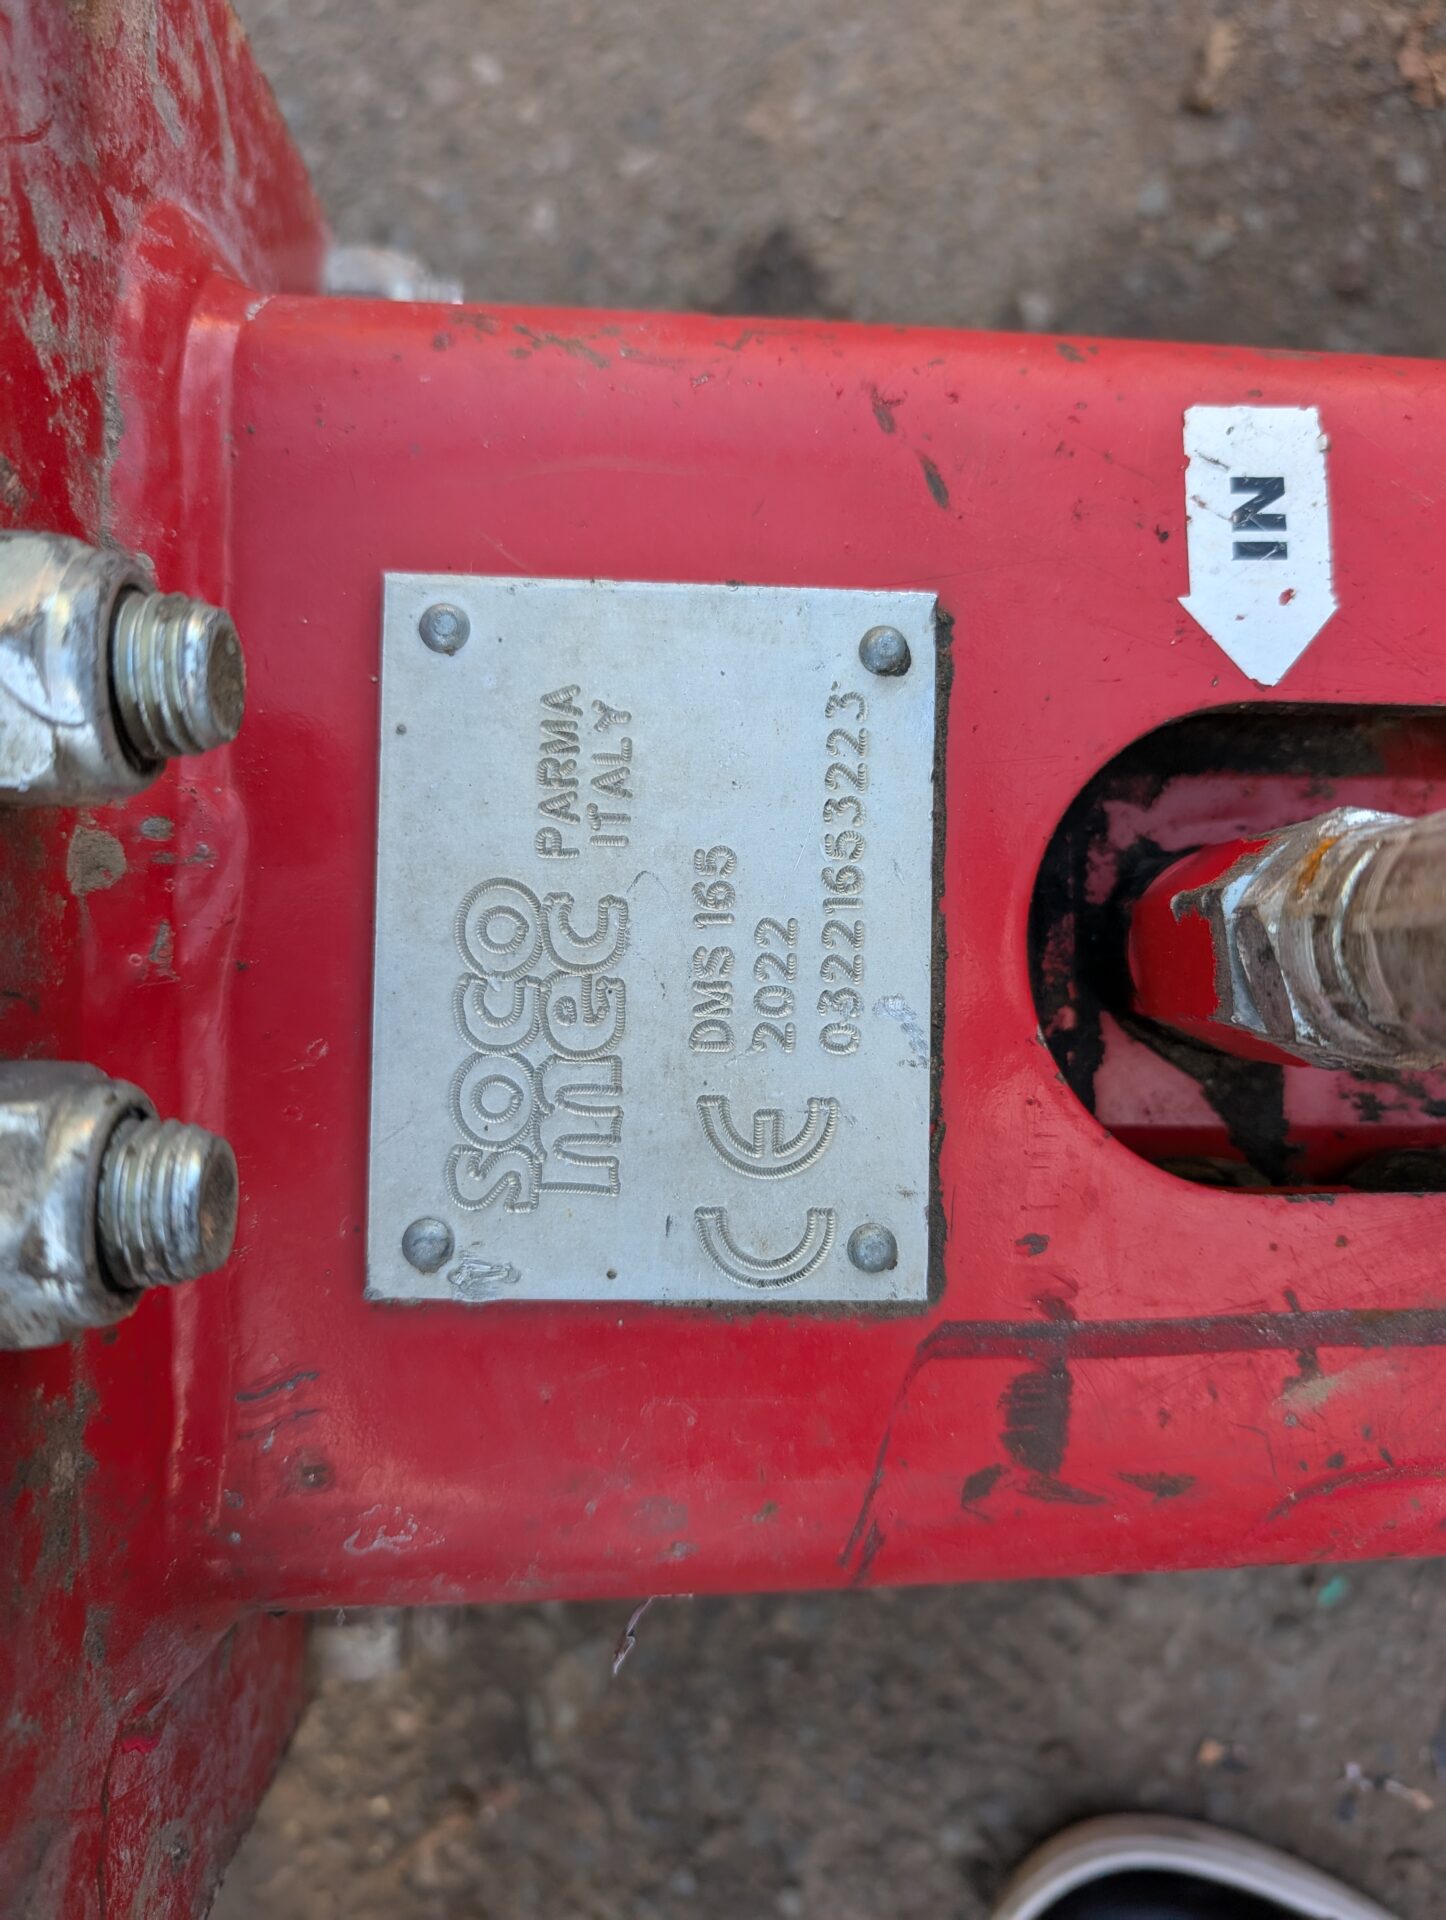 soco
mec
PARMA
ITALY
DMS 165
2022
03221653223
CE
IN